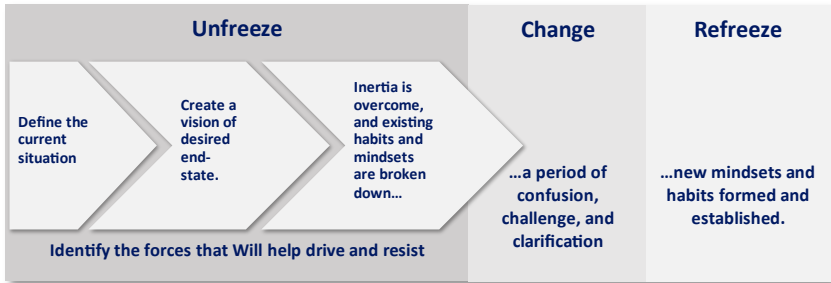 Unfreeze
Define the
current
situation
Create a
vision of
desired
end-
state.
Inertia is
overcome,
and existing
habits and
mindsets
are broken
down…
Identify the forces that Will help drive and resist
Change
…a period of
confusion,
challenge, and
clarification
Refreeze
…new mindsets and
habits formed and
established.